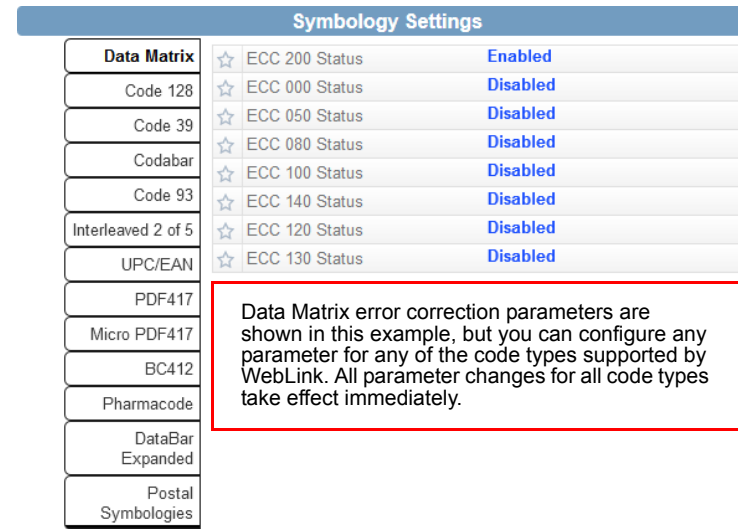 Symbology Settings
Data Matrix
Code 128
Code 39
Codabar
Code 93
Interleaved 2 of 5
UPC/EAN
PDF417
Micro PDF417
BC412
Pharmacode
DataBar
Expanded
Postal
Symbologies
ECC 200 Status Enabled
ECC 000 Status Disabled
ECC 050 Status Disabled
ECC 080 Status Disabled
ECC 100 Status Disabled
ECC 140 Status Disabled
ECC 120 Status Disabled
ECC 130 Status Disabled
Data Matrix error correction parameters are
shown in this example, but you can configure any
parameter for any of the code types supported by
WebLink. All parameter changes for all code types
take effect immediately.